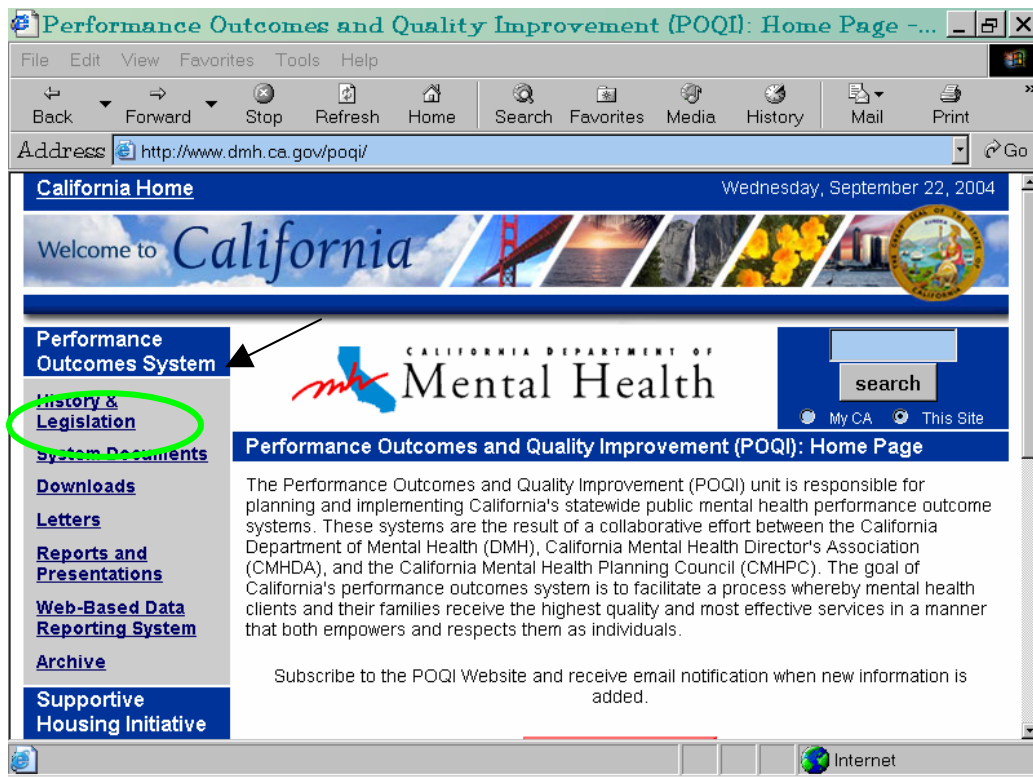 Performance Outcomes and Quality Improvement (POQI): Home Page -...
File Edit View Favorites Tools Help
Back Forward Stop Refresh Home Search Favorites Media History Mail Print »
Address http://www.dmh.ca.gov/poqi/ Go
California Home Wednesday, September 22, 2004
Welcome to California
Performance
Outcomes System
History &
Legislation
System Documents
Downloads
Letters
Reports and
Presentations
Web-Based Data
Reporting System
Archive
Supportive
Housing Initiative
mh
CALIFORNIA DEPARTMENT OF
Mental Health
search
My CA This Site
Performance Outcomes and Quality Improvement (POQI): Home Page
The Performance Outcomes and Quality Improvement (POQI) unit is responsible for
planning and implementing California's statewide public mental health performance outcome
systems. These systems are the result of a collaborative effort between the California
Department of Mental Health (DMH), California Mental Health Director's Association
(CMHDA), and the California Mental Health Planning Council (CMHPC). The goal of
California's performance outcomes system is to facilitate a process whereby mental health
clients and their families receive the highest quality and most effective services in a manner
that both empowers and respects them as individuals.
Subscribe to the POQI Website and receive email notification when new information is
added.
Internet